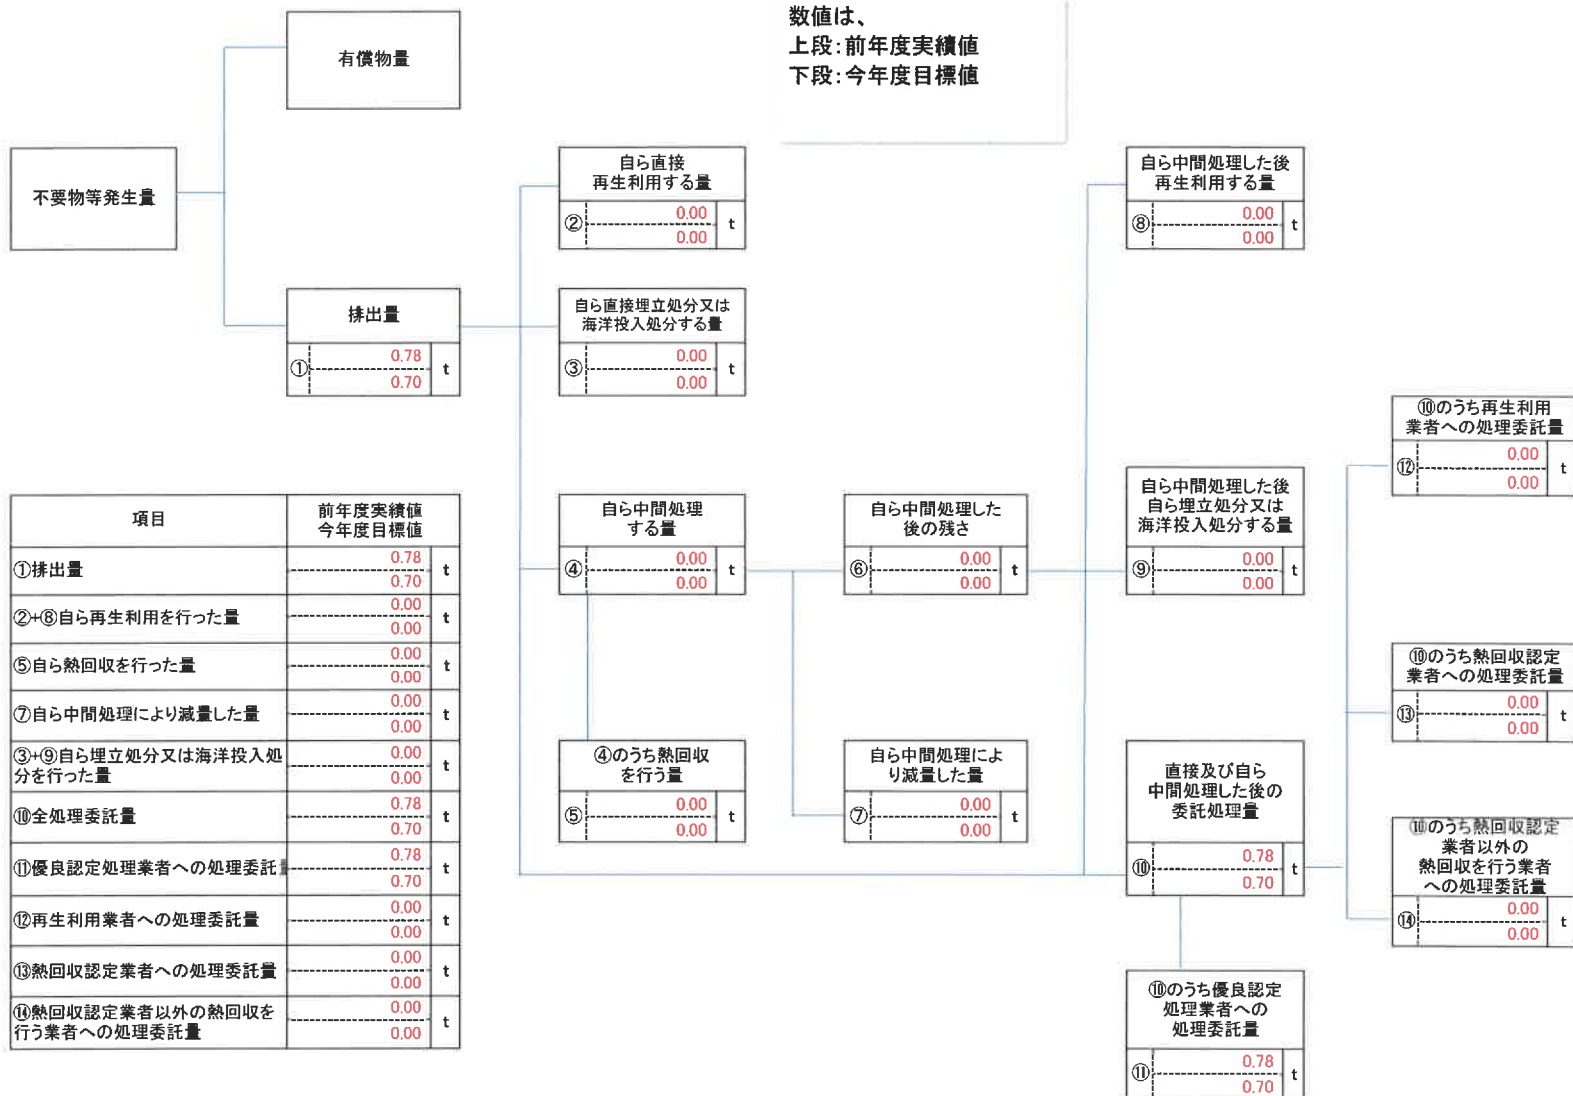 数値は、
上段:前年度実績値
下段:今年度目標値
有償物量
不要物等発生量
排出量
①
0.78
0.70
t
自ら直接
再生利用する量
②
0.00
0.00
t
自ら直接埋立処分又は
海洋投入処分する量
③
0.00
0.00
t
自ら中間処理した後
再生利用する量
⑧
0.00
0.00
t
自ら中間処理
する量
④
0.00
0.00
t
自ら中間処理した
後の残さ
⑥
0.00
0.00
t
自ら中間処理した後
自ら埋立処分又は
海洋投入処分する量
⑨
0.00
0.00
t
④のうち熱回収
を行う量
⑤
0.00
0.00
t
自ら中間処理によ
り減量した量
⑦
0.00
0.00
t
直接及び自ら
中間処理した後の
委託処理量
⑩
0.78
0.70
t
⑩のうち再生利用
業者への処理委託量
⑫
0.00
0.00
t
⑩のうち熱回収認定
業者への処理委託量
⑬
0.00
0.00
t
⑩のうち熱回収認定
業者以外の
熱回収を行う業者
への処理委託量
⑭
0.00
0.00
t
⑩のうち優良認定
処理業者への
処理委託量
⑪
0.78
0.70
t
項目
前年度実績値
今年度目標値
①排出量
0.78
0.70
t
②+⑧自ら再生利用を行った量
0.00
0.00
t
⑤自ら熱回収を行った量
0.00
0.00
t
⑦自ら中間処理により減量した量
0.00
0.00
t
③+⑨自ら埋立処分又は海洋投入処
分を行った量
0.00
0.00
t
⑩全処理委託量
0.78
0.70
t
⑪優良認定処理業者への処理委託
0.78
0.70
t
⑫再生利用業者への処理委託量
0.00
0.00
t
⑬熱回収認定業者への処理委託量
0.00
0.00
t
⑭熱回収認定業者以外の熱回収を
行う業者への処理委託量
0.00
0.00
t